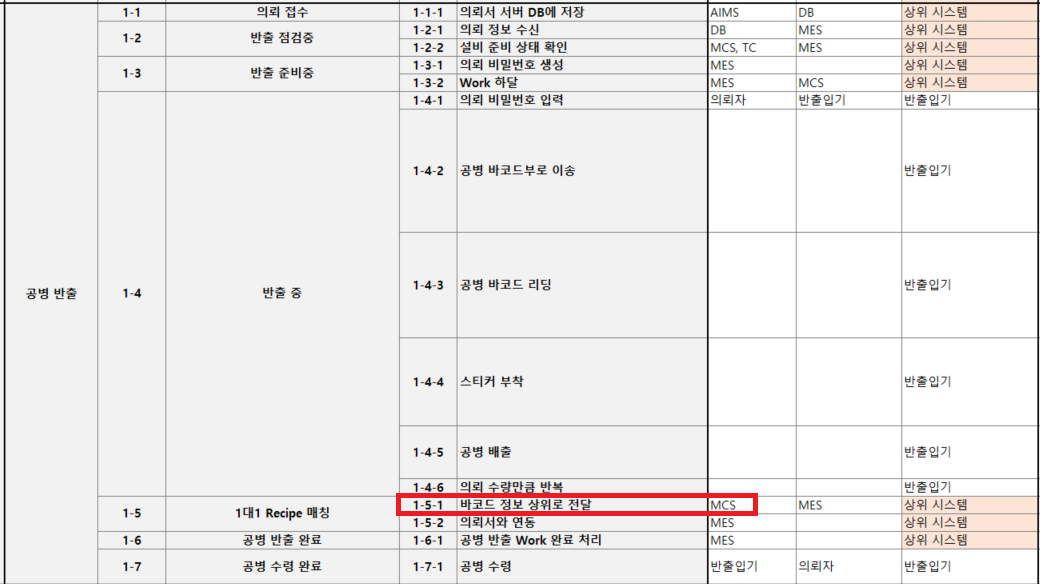 1-1 의뢰 접수 1-1-1 의뢰서 서버 DB에 저장 AIMS DB 상위 시스템
1-2 반출 점검중 1-2-1 의뢰 정보 수신 DB MES 상위 시스템
1-2-2 설비 준비 상태 확인 MCS, TC MES 상위 시스템
1-3 반출 준비중 1-3-1 의뢰 비밀번호 생성 MES 상위 시스템
1-3-2 Work 하달 MES MCS 상위 시스템
1-4-1 의뢰 비밀번호 입력 의뢰자 반출입기 반출입기
1-4-2 공병 바코드부로 이송 반출입기
공병 반출 1-4 반출 중 1-4-3 공병 바코드 리딩 반출입기
1-4-4 스티커 부착 반출입기
1-4-5 공병 배출 반출입기
1-4-6 의뢰 수량만큼 반복 반출입기
1-5 1대1 Recipe 매칭 1-5-1 바코드 정보 상위로 전달 MCS MES 상위 시스템
1-5-2 의뢰서와 연동 MES 상위 시스템
1-6 공병 반출 완료 1-6-1 공병 반출 Work 완료 처리 MES 상위 시스템
1-7 공병 수령 완료 1-7-1 공병 수령 반출입기 의뢰자 반출입기